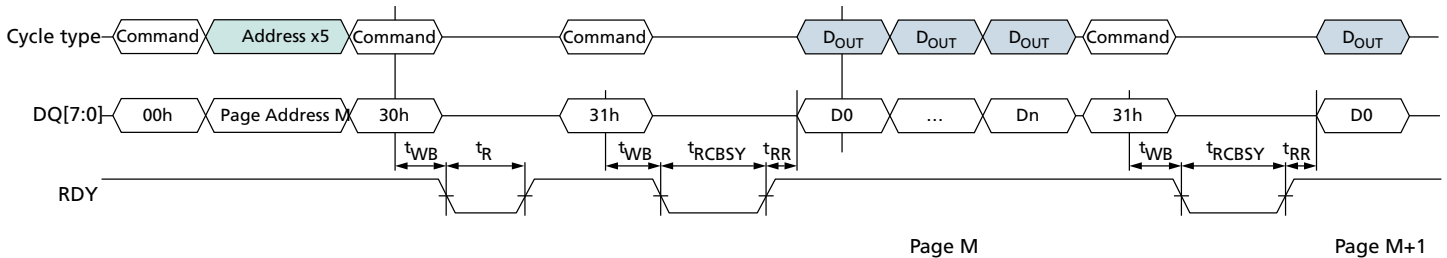 Cycle type Command Address x5 Command Command DOUT DOUT DOUT Command DOUT
DQ[7:0] 00h Page Address M 30h 31h D0 … Dn 31h D0
tWB tR tWB tRCBSY tRR tWB tRCBSY tRR
RDY
Page M Page M+1